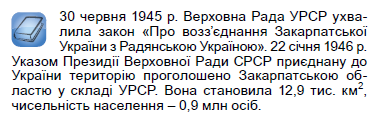 30 червня 1945 р. Верховна Рада УРСР ухва-
лила закон «Про возз'єднання Закарпатської
України з Радянською Україною». 22 січня 1946 р.
Указом Президії Верховної Ради СРСР приєднану до
України територію проголошено Закарпатською об-
ластю у складі УРСР. Вона становила 12,9 тис. км²,
чисельність населення – 0,9 млн осіб.